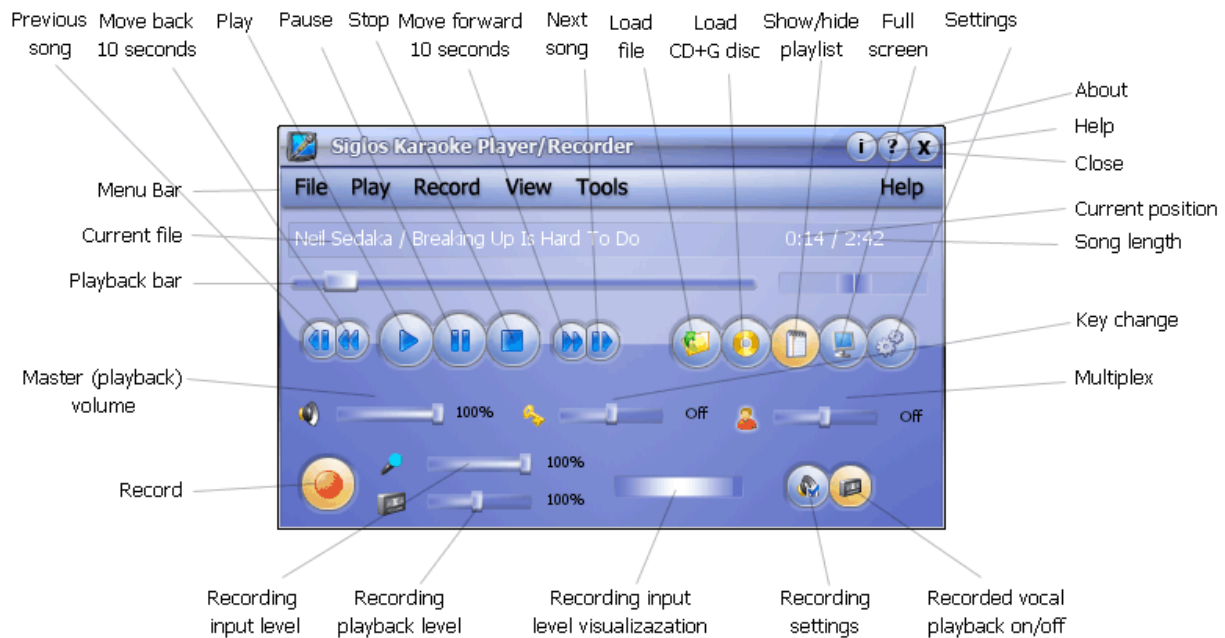 Previous song
Move back 10 seconds
Play
Pause
Stop
Move forward 10 seconds
Next song
Load file
Load CD+G disc
Show/hide playlist
Full screen
Settings
About
Help
Close
Siglos Karaoke Player/Recorder
i ? X
Menu Bar
File Play Record View Tools Help
Current position
Current file
Neil Sedaka / Breaking Up Is Hard To Do 0:14 / 2:42
Song length
Playback bar
Key change
Master (playback)
volume
Multiplex
100% Off Off
Record
100%
100%
Recording
input level
Recording
playback level
Recording input
level visualizazation
Recording
settings
Recorded vocal
playback on/off